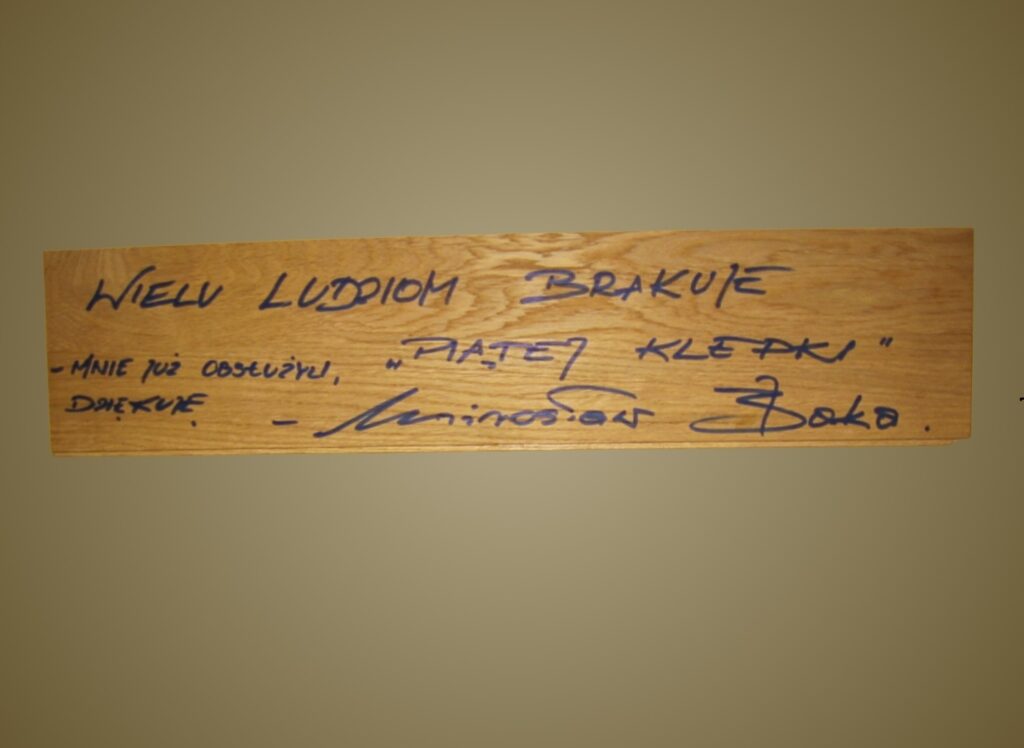 WIELU LUDZIOM BRAKUJE
„PIĄTEJ KLEPKI"
- MNIE JUŻ OBSŁUŻYLI,
DZIĘKUJĘ.
- Mirosław Baka.